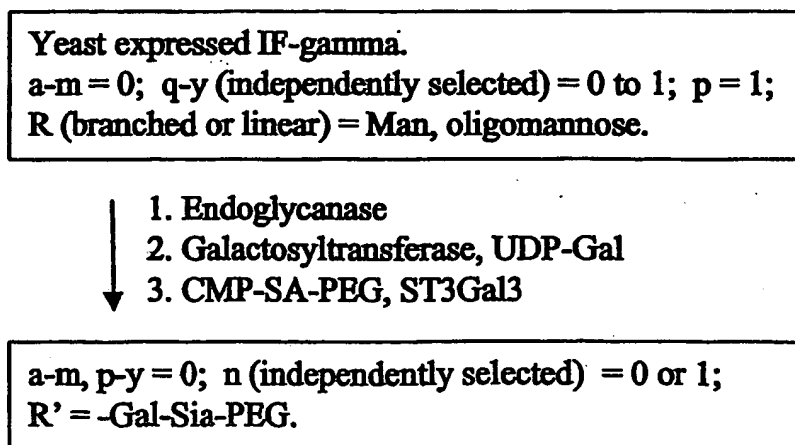 Yeast expressed IF-gamma.
a-m = 0; q-y (independently selected) = 0 to 1; p = 1;
R (branched or linear) = Man, oligomannose.
1. Endoglycanase
2. Galactosyltransferase, UDP-Gal
3. CMP-SA-PEG, ST3Gal3
a-m, p-y = 0; n (independently selected) = 0 or 1;
R' = -Gal-Sia-PEG.